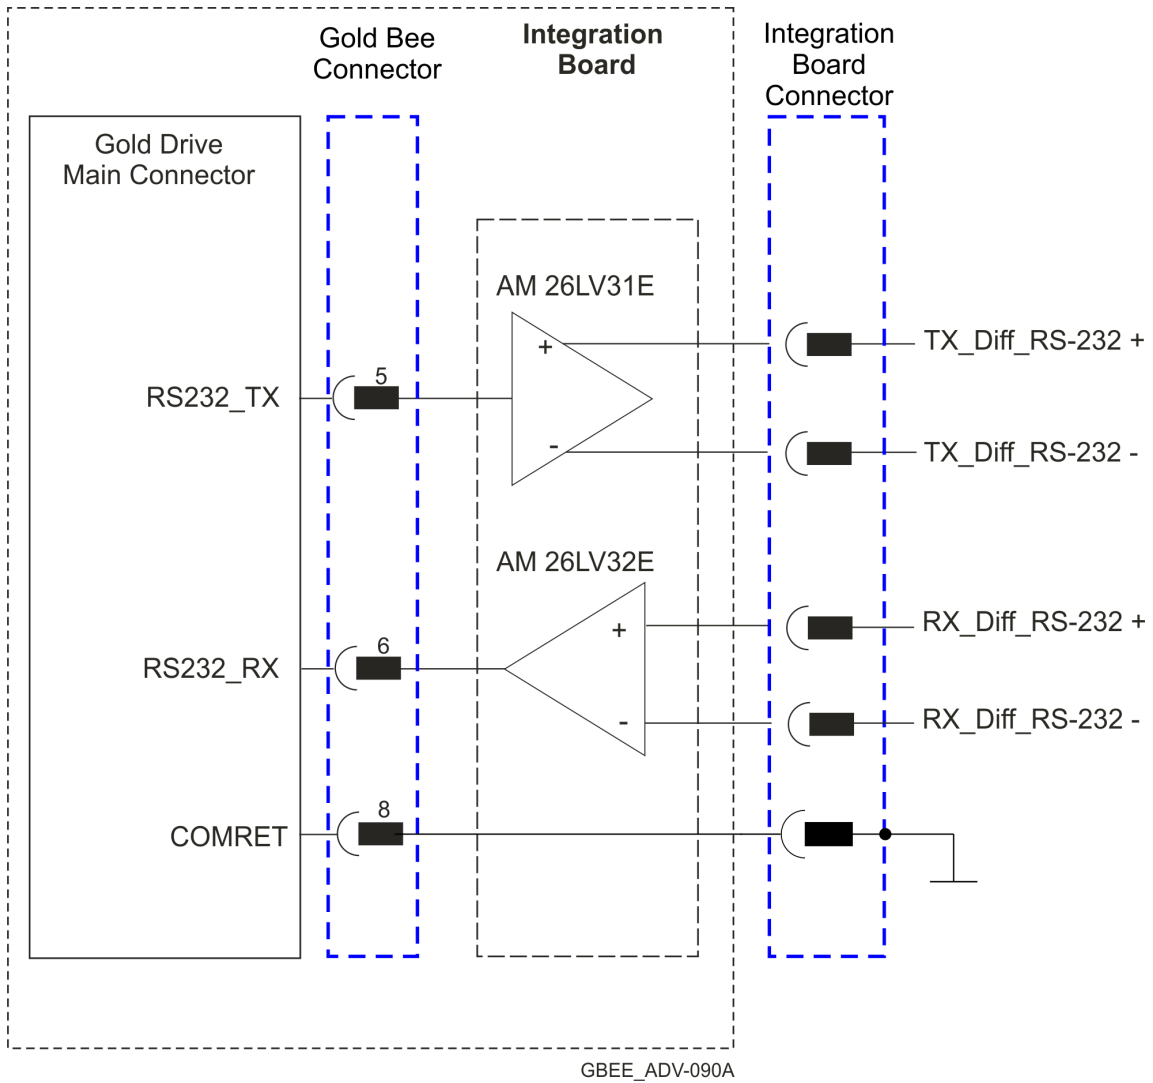 Gold Bee
Connector
Integration
Board
Integration
Board
Connector
Gold Drive
Main Connector
AM 26LV31E
+
-
TX_Diff_RS-232 +
RS232_TX
5
TX_Diff_RS-232 -
AM 26LV32E
+
-
RX_Diff_RS-232 +
RS232_RX
6
RX_Diff_RS-232 -
COMRET
8
GBEE_ADV-090A